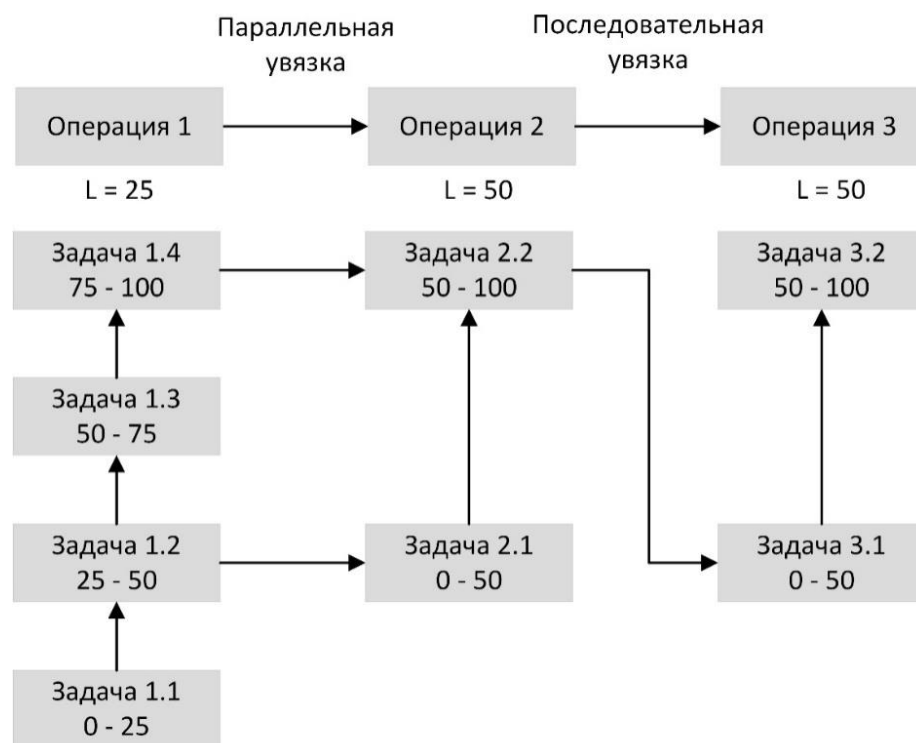 Параллельная
увязка
Последовательная
увязка
Операция 1
Операция 2
Операция 3
L = 25
L = 50
L = 50
Задача 1.4
75 - 100
Задача 2.2
50 - 100
Задача 3.2
50 - 100
Задача 1.3
50 - 75
Задача 1.2
25 - 50
Задача 2.1
0 - 50
Задача 3.1
0 - 50
Задача 1.1
0 - 25